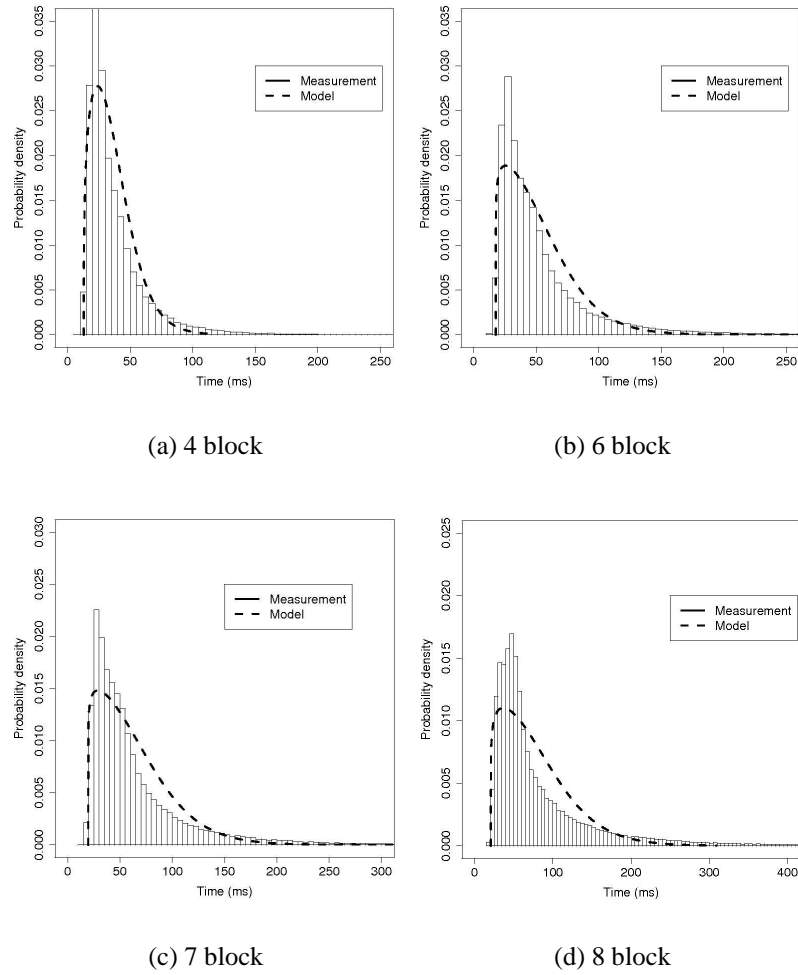 Probability density
0.000 0.005 0.010 0.015 0.020 0.025 0.030 0.035
Measurement
Model
0 50 100 150 200 250
Time (ms)
(a) 4 block
Probability density
0.000 0.005 0.010 0.015 0.020 0.025 0.030 0.035
Measurement
Model
0 50 100 150 200 250
Time (ms)
(b) 6 block
Probability density
0.000 0.005 0.010 0.015 0.020 0.025 0.030
Measurement
Model
0 50 100 150 200 250 300
Time (ms)
(c) 7 block
Probability density
0.000 0.005 0.010 0.015 0.020 0.025
Measurement
Model
0 100 200 300 400
Time (ms)
(d) 8 block